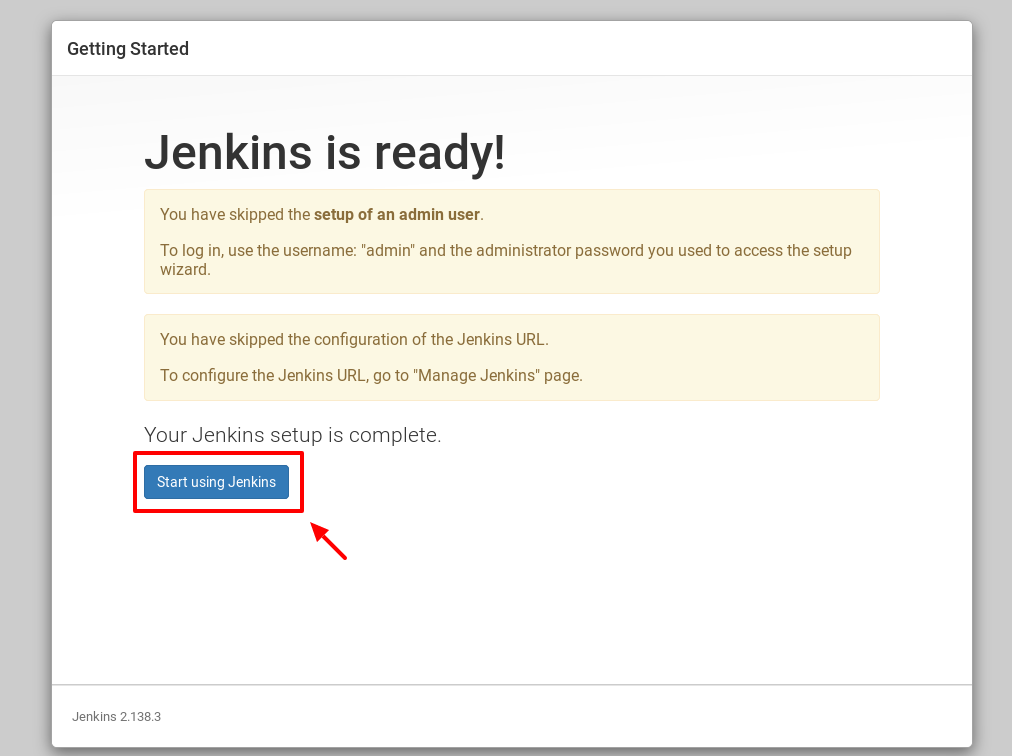 Getting Started
Jenkins is ready!
You have skipped the setup of an admin user.
To log in, use the username: "admin" and the administrator password you used to access the setup
wizard.
You have skipped the configuration of the Jenkins URL.
To configure the Jenkins URL, go to "Manage Jenkins" page.
Your Jenkins setup is complete.
Start using Jenkins
Jenkins 2.138.3